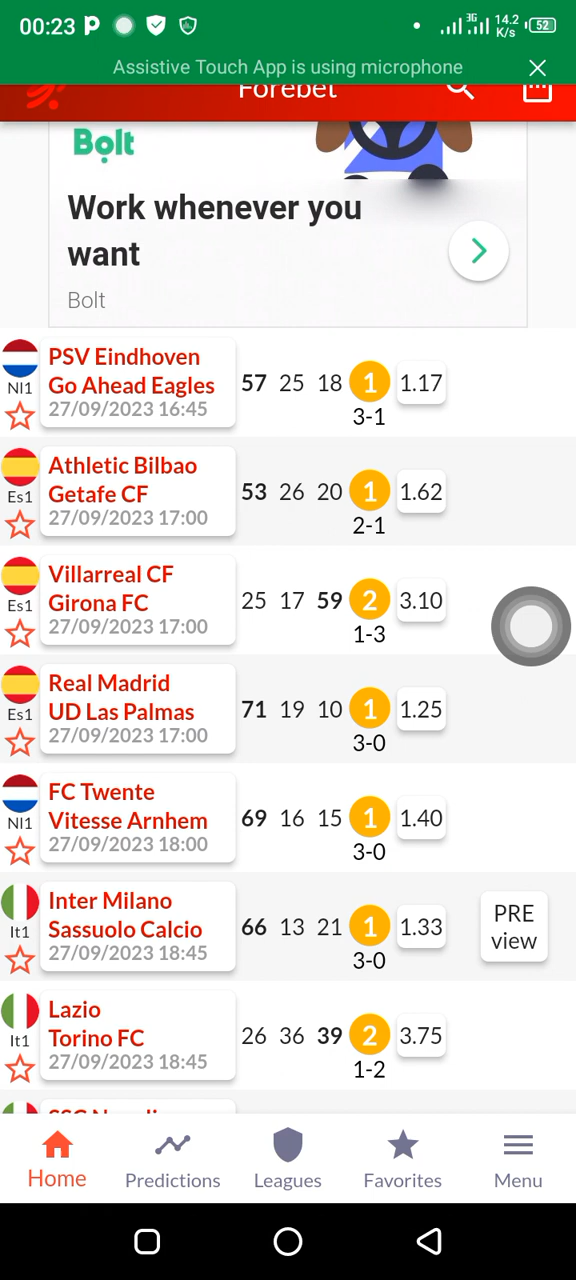 00:23 3G 14.2 K/s 52
Assistive Touch App is using microphone
Forebet
Bolt
Work whenever you
want
Bolt
PSV Eindhoven
Go Ahead Eagles
27/09/2023 16:45
Nl1
57 25 18 1 1.17
3-1
Athletic Bilbao
Getafe CF
27/09/2023 17:00
Es1
53 26 20 1 1.62
2-1
Villarreal CF
Girona FC
27/09/2023 17:00
Es1
25 17 59 2 3.10
1-3
Real Madrid
UD Las Palmas
27/09/2023 17:00
Es1
71 19 10 1 1.25
3-0
FC Twente
Vitesse Arnhem
27/09/2023 18:00
Nl1
69 16 15 1 1.40
3-0
Inter Milano
Sassuolo Calcio
27/09/2023 18:45
It1
66 13 21 1 1.33
3-0
PRE
view
Lazio
Torino FC
27/09/2023 18:45
It1
26 36 39 2 3.75
1-2
Home Predictions Leagues Favorites Menu